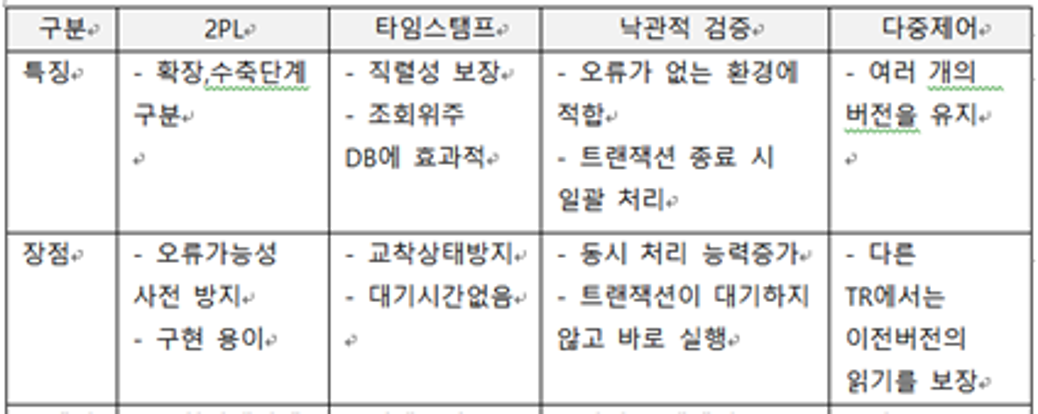 구분 2PL 타임스탬프 낙관적 검증 다중제어
특징
- 확장,수축단계
구분
- 직렬성 보장
- 조회위주
DB에 효과적
- 오류가 없는 환경에
적합
- 트랜잭션 종료 시
일괄 처리
- 여러 개의
버전을 유지
장점
- 오류가능성
사전 방지
- 구현 용이
- 교착상태방지
- 대기시간없음
- 동시 처리 능력증가
- 트랜잭션이 대기하지
않고 바로 실행
- 다른
TR에서는
이전버전의
읽기를 보장